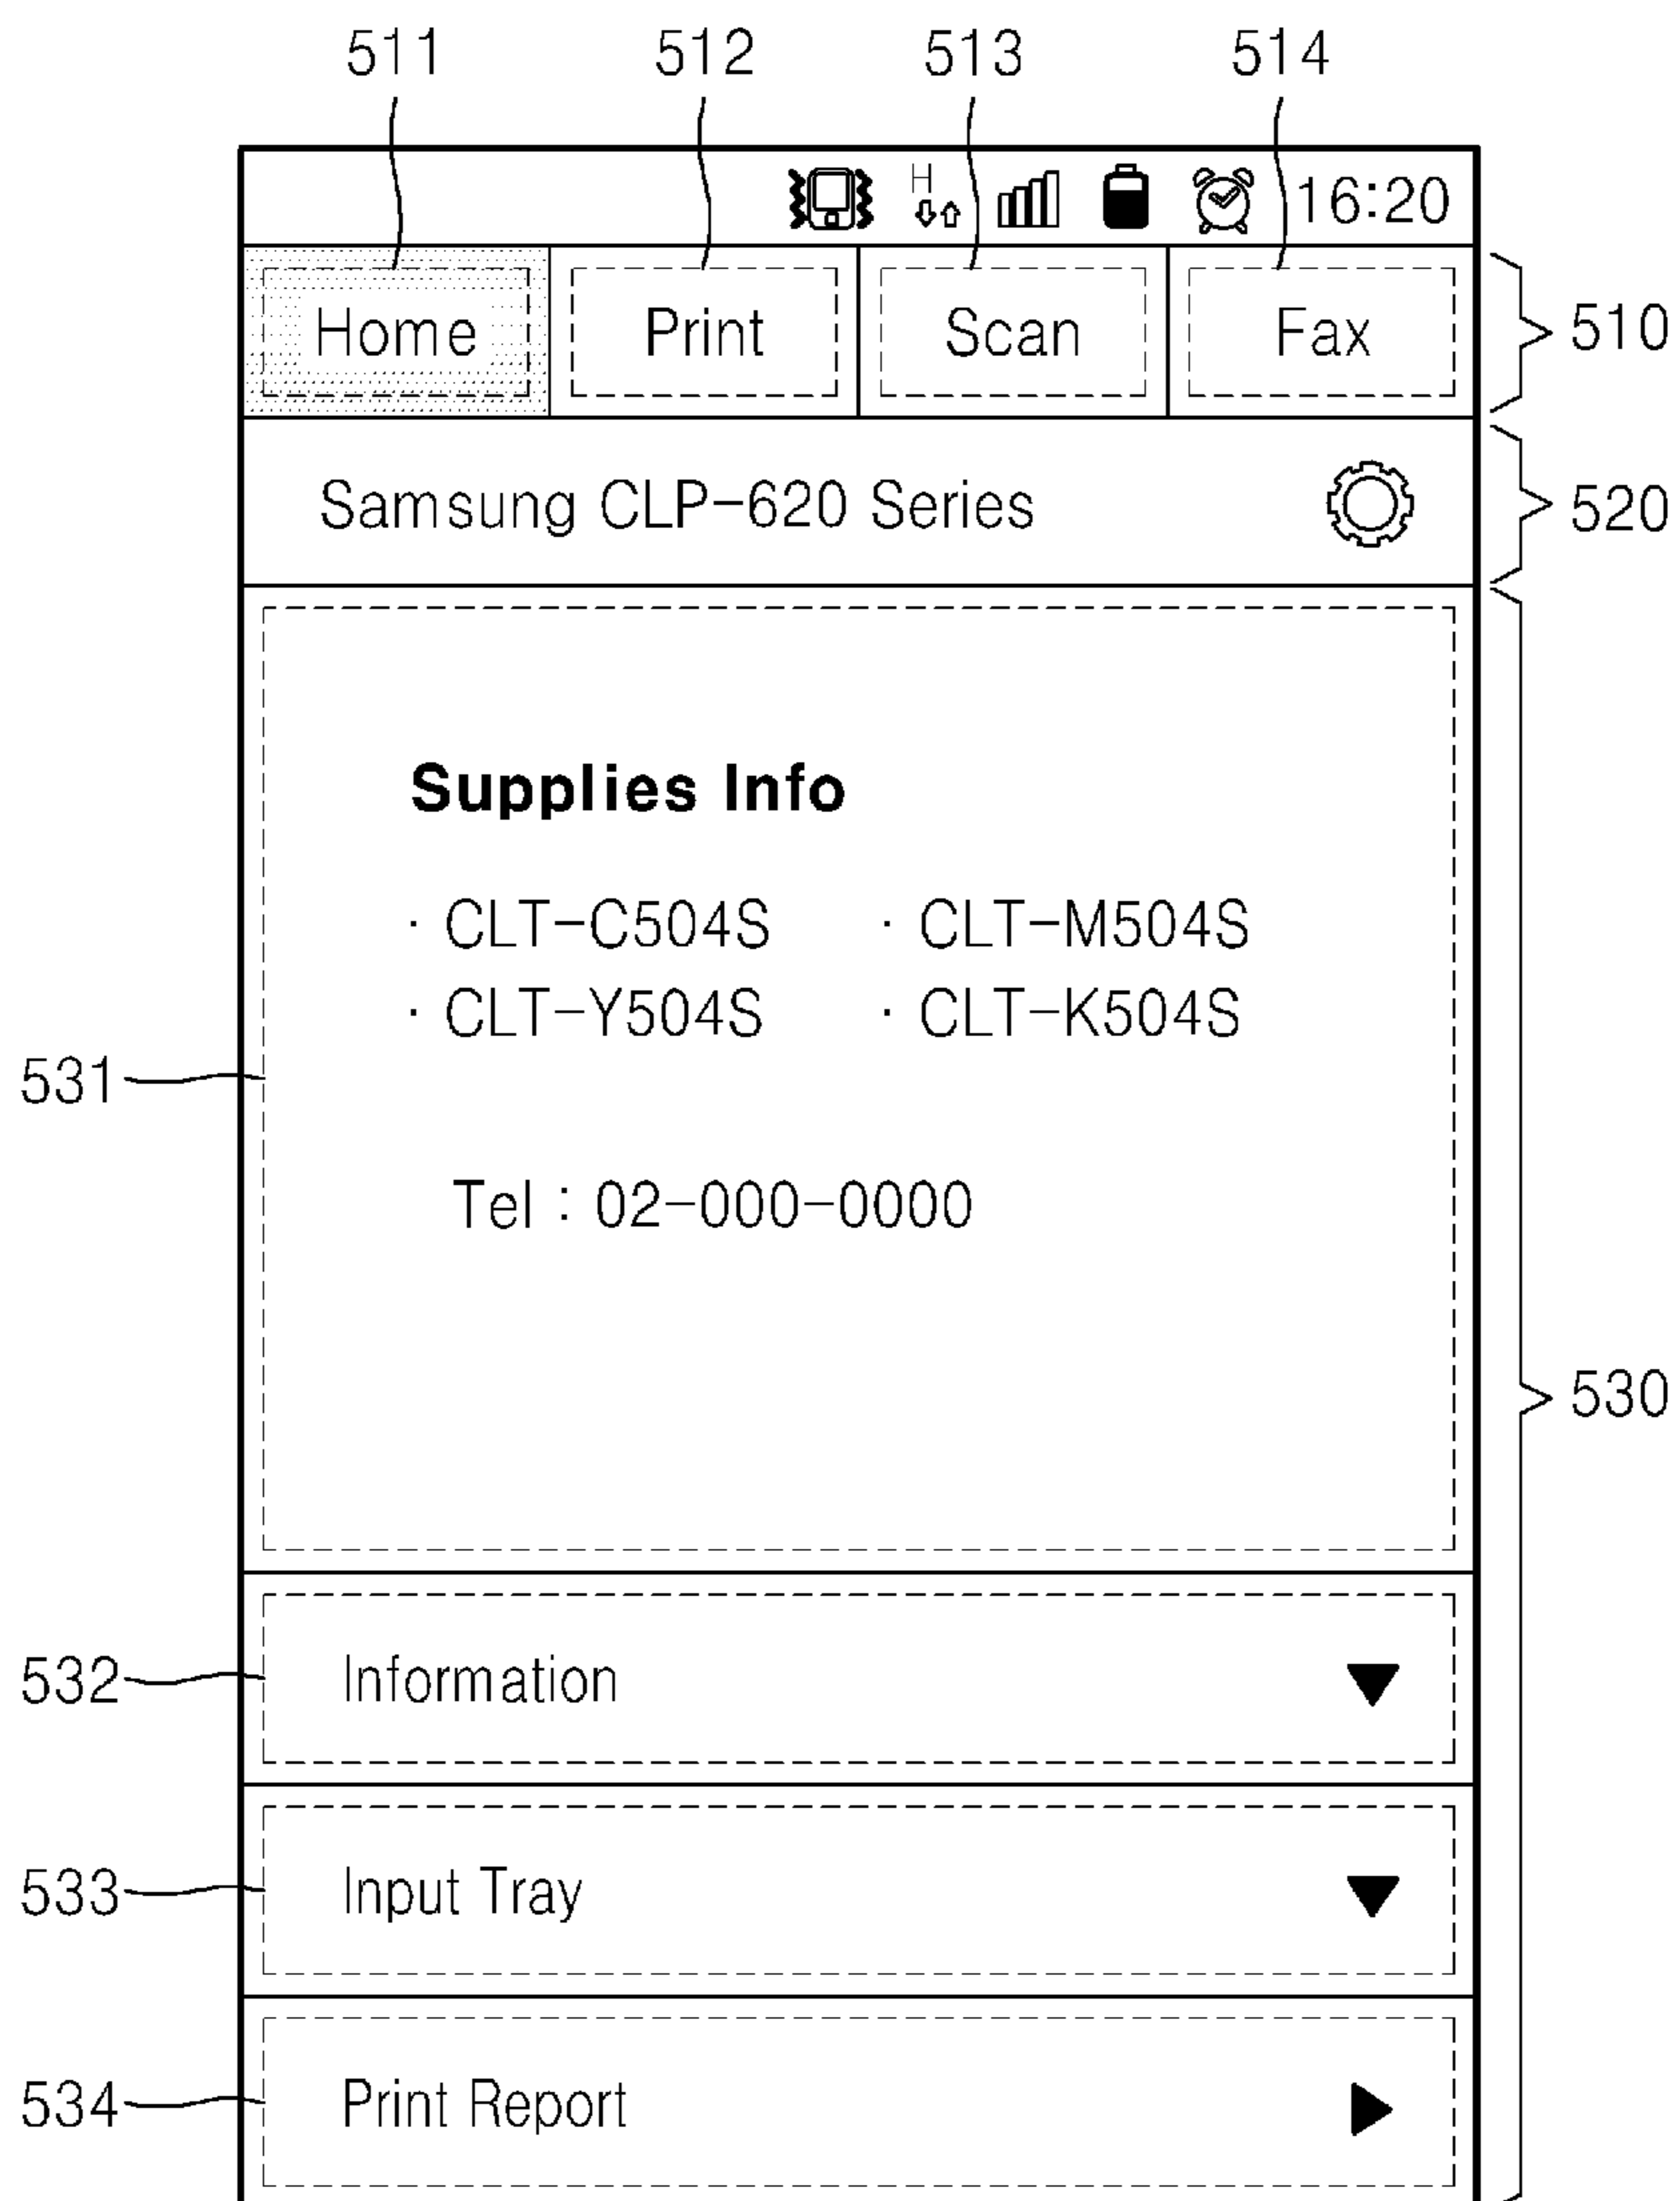 511 512 513 514
H 16:20
Home Print Scan Fax 510
Samsung CLP-620 Series 520
Supplies Info
· CLT-C504S · CLT-M504S
· CLT-Y504S · CLT-K504S
531
Tel : 02-000-0000
530
532 Information
533 Input Tray
534 Print Report